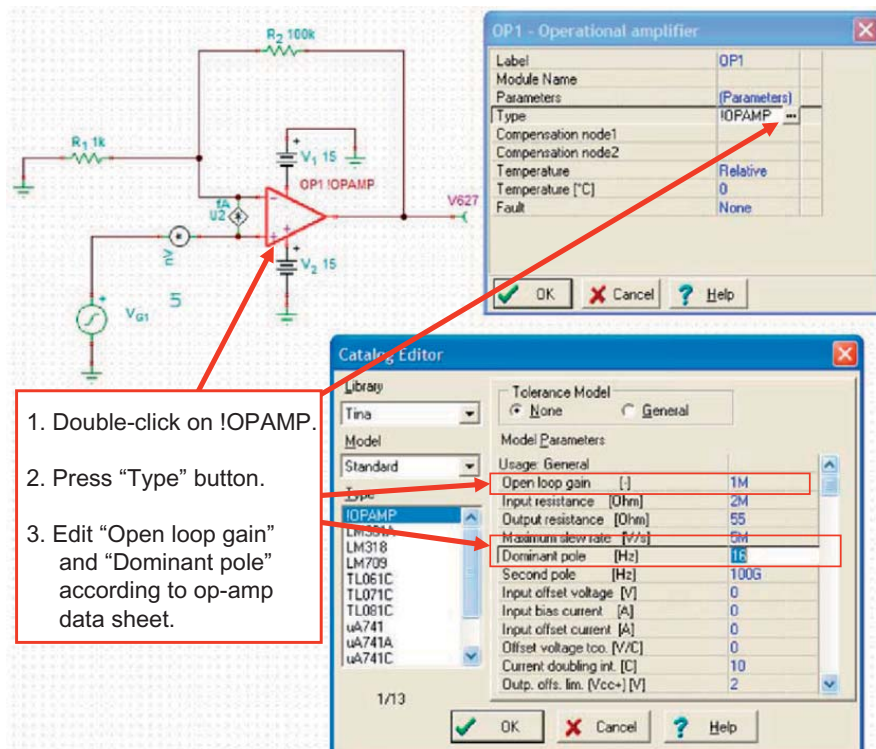 R2 100k
R1 1k
V1 15
OP1 !OPAMP
fA
U2
V627
nV
U1
V2 15
VG1
OP1 - Operational amplifier
Label OP1
Module Name
Parameters (Parameters)
Type !OPAMP ...
Compensation node1
Compensation node2
Temperature Relative
Temperature [°C] 0
Fault None
OK Cancel ? Help
1. Double-click on !OPAMP.
2. Press “Type” button.
3. Edit “Open loop gain”
and “Dominant pole”
according to op-amp
data sheet.
Catalog Editor
Library
Tina
Model
Standard
Type
!OPAMP
LM301A
LM318
LM709
TL061C
TL071C
TL081C
uA741
uA741A
uA741C
1/13
Tolerance Model
None General
Model Parameters
Usage: General
Open loop gain [-] 1M
Input resistance [Ohm] 2M
Output resistance [Ohm] 55
Maximum slew rate [V/s] 5M
Dominant pole [Hz] 16
Second pole [Hz] 100G
Input offset voltage [V] 0
Input bias current [A] 0
Input offset current [A] 0
Offset voltage tco. [V/C] 0
Current doubling int. [C] 10
Outp. offs. lim. (Vcc+) [V] 2
OK Cancel ? Help